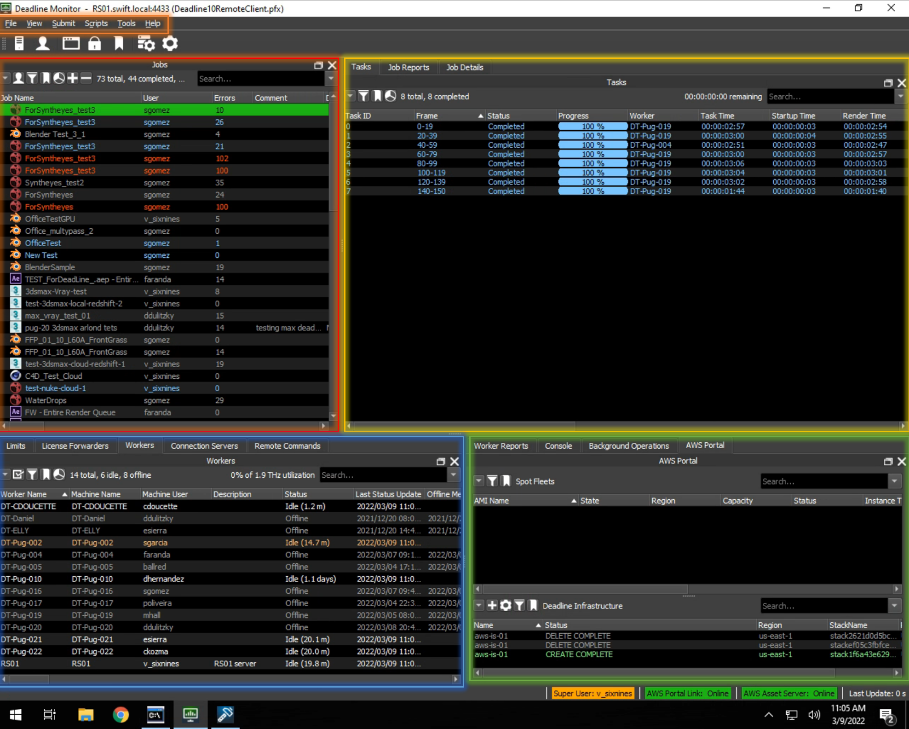 Deadline Monitor - RS01.swift.local:4433 (Deadline10RemoteClient.pfx)
File View Submit Scripts Tools Help
Jobs
73 total, 44 completed, ... Search...
Job Name User Errors Comment
ForSyntheyes_test3 sgomez 10
ForSyntheyes_test3 sgomez 26
Blender Test_3_1 sgomez 4
ForSyntheyes_test3 sgomez 21
ForSyntheyes_test3 sgomez 102
ForSyntheyes_test3 sgomez 100
Syntheyes_test2 sgomez 35
ForSyntheyes sgomez 24
ForSyntheyes sgomez 100
OfficeTestGPU v_sixnines 5
Office_multypass_2 sgomez 0
OfficeTest sgomez 1
New Test sgomez 0
BlenderSample sgomez 19
Ae TEST_ForDeadLine_.aep - Entir... faranda 14
3 3dsmax-Vray-test v_sixnines 8
3 test-3dsmax-local-redshift-2 v_sixnines 0
3 max_vray_test_01 ddulitzky 15
3 pug-20 3dsmax arlond tets ddulitzky 14 testing max dead...
FFP_01_10_L60A_FrontGrass sgomez 0
FFP_01_10_L60A_FrontGrass sgomez 14
3 test-3dsmax-cloud-redshift-1 v_sixnines 19
C4D_Test_Cloud v_sixnines 0
test-nuke-cloud-1 v_sixnines 0
WaterDrops sgomez 29
Ae FW - Entire Render Queue faranda 0
Tasks Job Reports Job Details
Tasks
8 total, 8 completed 00:00:00:00 remaining Search...
Task ID Frame Status Progress Worker Task Time Startup Time Render Time
0 0-19 Completed 100 % DT-Pug-019 00:00:02:57 00:00:00:03 00:00:02:54
1 20-39 Completed 100 % DT-Pug-019 00:00:03:00 00:00:00:04 00:00:02:55
2 40-59 Completed 100 % DT-Pug-004 00:00:02:51 00:00:00:03 00:00:02:47
3 60-79 Completed 100 % DT-Pug-019 00:00:03:00 00:00:00:03 00:00:02:57
4 80-99 Completed 100 % DT-Pug-019 00:00:03:06 00:00:00:03 00:00:03:03
5 100-119 Completed 100 % DT-Pug-019 00:00:03:04 00:00:00:03 00:00:03:01
6 120-139 Completed 100 % DT-Pug-019 00:00:03:02 00:00:00:03 00:00:02:58
7 140-150 Completed 100 % DT-Pug-019 00:00:01:44 00:00:00:03 00:00:01:40
Limits License Forwarders Workers Connection Servers Remote Commands
Workers
14 total, 6 idle, 8 offline 0% of 1.9 THz utilization Search...
Worker Name Machine Name Machine User Description Status Last Status Update Offline Me
DT-CDOUCETTE DT-CDOUCETTE cdoucette Idle (1.2 m) 2022/03/09 11:0...
DT-Daniel DT-Daniel ddulitzky Offline 2021/12/20 08:0... 2021/12/
DT-ELLY DT-ELLY esierra Offline 2021/12/20 14:4... 2021/12/
DT-Pug-002 DT-Pug-002 sgarcia Idle (14.7 m) 2022/03/09 11:0...
DT-Pug-004 DT-Pug-004 faranda Offline 2022/03/07 09:1... 2022/03/
DT-Pug-005 DT-Pug-005 ballred Offline 2022/03/04 17:1... 2022/03/
DT-Pug-010 DT-Pug-010 dhernandez Idle (1.1 days) 2022/03/09 11:0...
DT-Pug-016 DT-Pug-016 sgomez Offline 2022/03/07 09:4... 2022/03/
DT-Pug-017 DT-Pug-017 poliveira Offline 2022/03/04 22:3... 2022/03/
DT-Pug-019 DT-Pug-019 mhall Offline 2022/03/05 08:0... 2022/03/
DT-Pug-020 DT-Pug-020 ddulitzky Offline 2022/03/08 20:4... 2022/03/
DT-Pug-021 DT-Pug-021 esierra Idle (20.1 m) 2022/03/09 11:0...
DT-Pug-022 DT-Pug-022 ckozma Idle (20.0 m) 2022/03/09 11:0...
RS01 RS01 v_sixnines RS01 server Idle (19.8 m) 2022/03/09 11:0...
Worker Reports Console Background Operations AWS Portal
AWS Portal
Spot Fleets Search...
AMI Name State Region Capacity Status Instance T
Deadline Infrastructure Search...
Name Status Region StackName
aws-is-01 DELETE COMPLETE us-east-1 stack2621d0d5bc...
aws-is-01 DELETE COMPLETE us-east-1 stackef05c3fbfce...
aws-is-01 CREATE COMPLETE us-east-1 stack1f6a43e629...
Super User: v_sixnines AWS Portal Link: Online AWS Asset Server: Online Last Update: 0 s
11:05 AM
3/9/2022
2